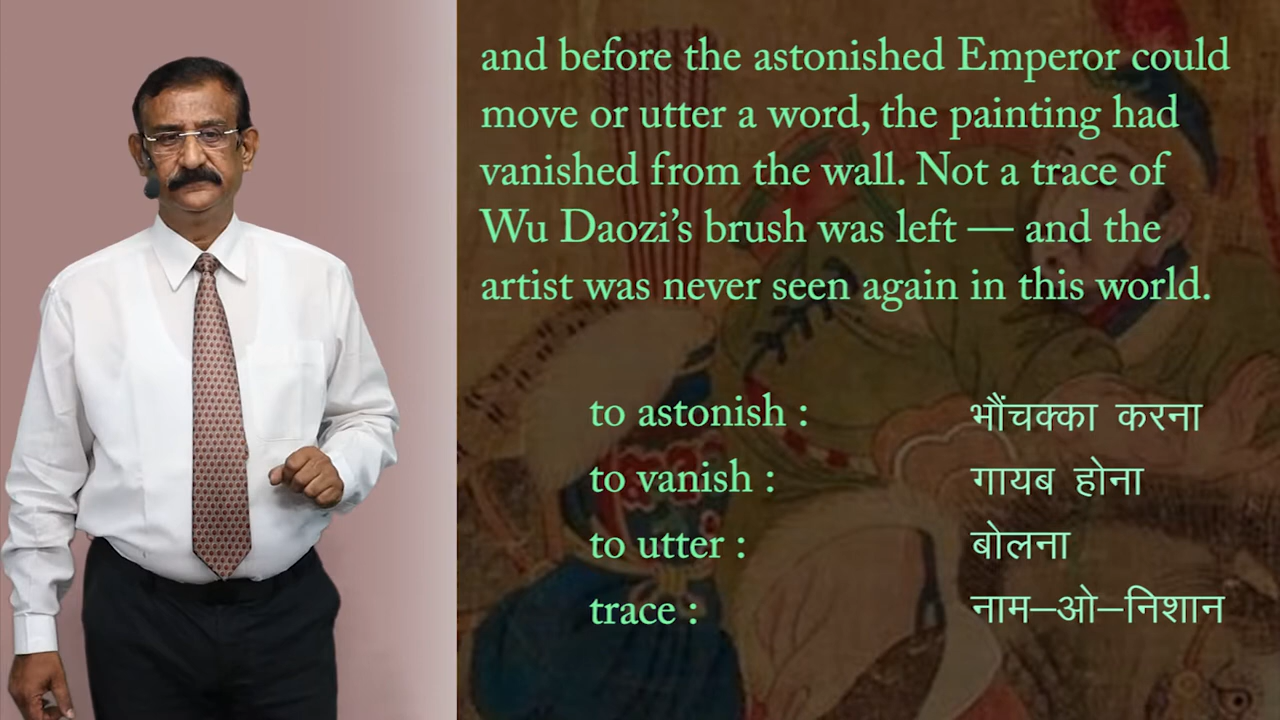 and before the astonished Emperor could
move or utter a word, the painting had
vanished from the wall. Not a trace of
Wu Daozi’s brush was left — and the
artist was never seen again in this world.
to astonish : भौंचक्का करना
to vanish : गायब होना
to utter : बोलना
trace : नाम–ओ–निशान